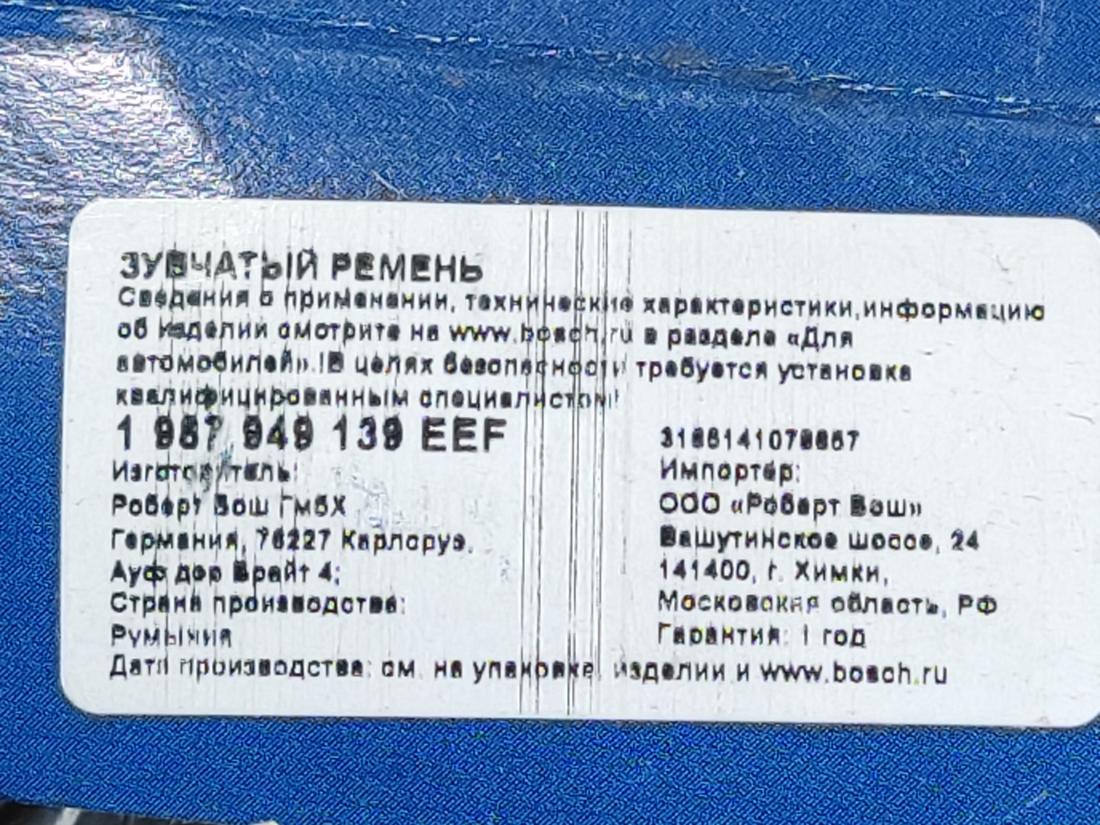 ЗУБЧАТЫЙ РЕМЕНЬ
Сведения о применении, технические характеристики,информацию
об изделии смотрите на www.bosch.ru в разделе «Для
автомобилей».!В целях безопасности требуется установка
квалифицированным специалистом!
1 987 949 139 EEF
Изготовитель:
Роберт Бош ГмбХ
Германия, 76227 Карлсруэ,
Ауф дер Брайт 4;
Страна производства:
Румыния
3165141078657
Импортер:
ООО «Роберт Бош»
Вашутинское шоссе, 24
141400, г. Химки,
Московская область, РФ
Гарантия: 1 год
Дата производства: см. на упаковке, изделии и www.bosch.ru